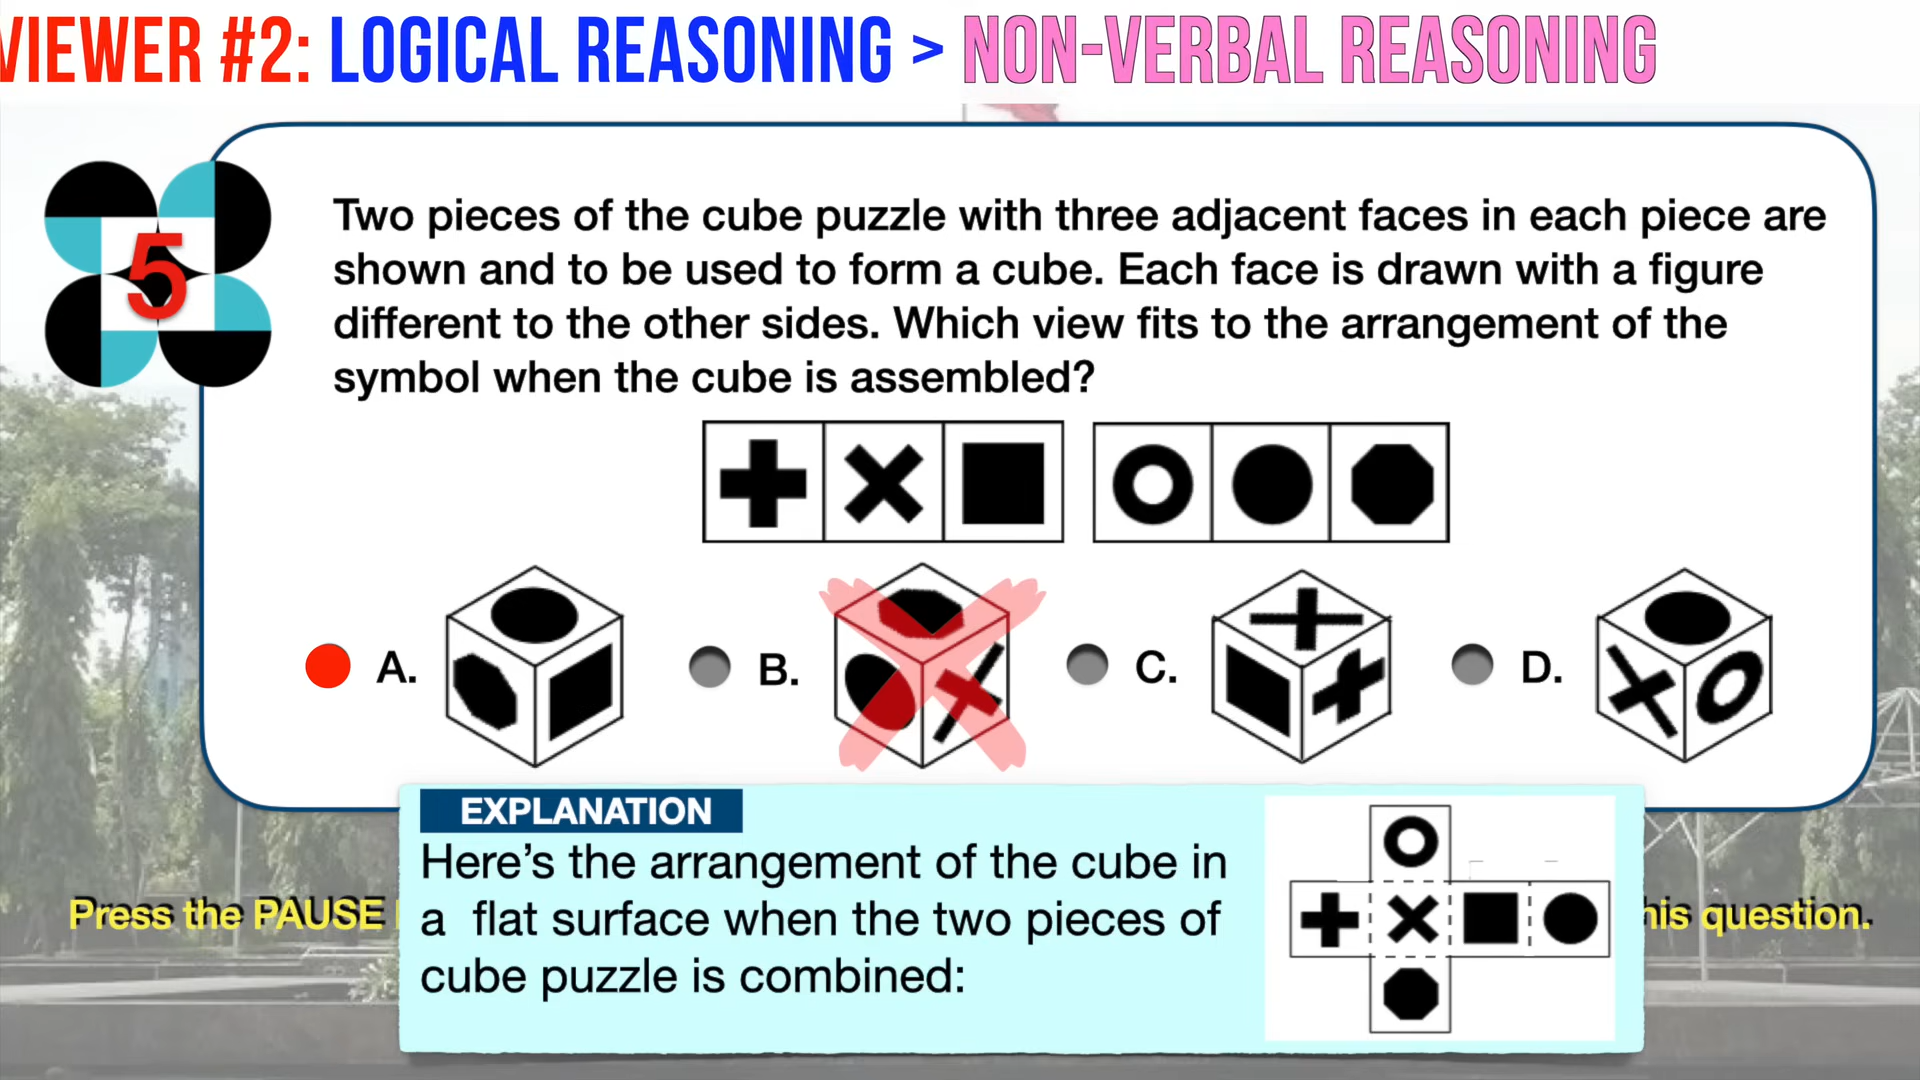 VIEWER #2: LOGICAL REASONING > NON-VERBAL REASONING
5
Two pieces of the cube puzzle with three adjacent faces in each piece are
shown and to be used to form a cube. Each face is drawn with a figure
different to the other sides. Which view fits to the arrangement of the
symbol when the cube is assembled?
A.
B.
C.
D.
EXPLANATION
Here's the arrangement of the cube in
a flat surface when the two pieces of
cube puzzle is combined:
Press the PAUSE
his question.